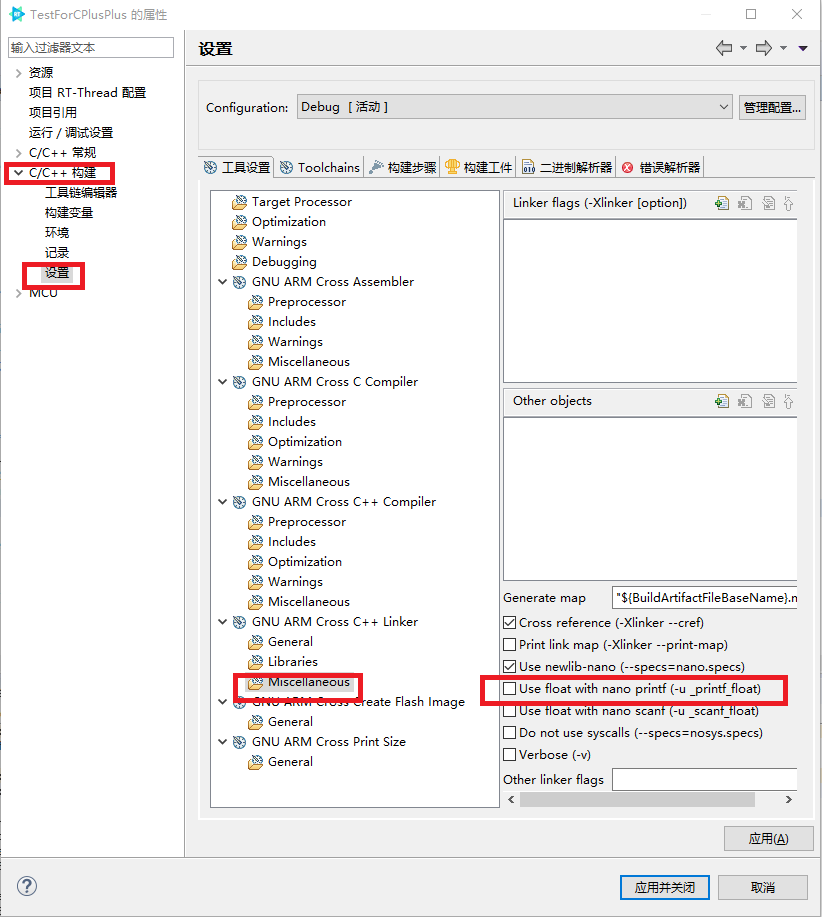 TestForCPlusPlus 的属性
输入过滤器文本
资源
项目 RT-Thread 配置
项目引用
运行 / 调试设置
C/C++ 常规
C/C++ 构建
工具链编辑器
构建变量
环境
记录
设置
MCU
设置
Configuration:
Debug [ 活动 ]
管理配置...
工具设置
Toolchains
构建步骤
构建工件
二进制解析器
错误解析器
Target Processor
Optimization
Warnings
Debugging
GNU ARM Cross Assembler
Preprocessor
Includes
Warnings
Miscellaneous
GNU ARM Cross C Compiler
Preprocessor
Includes
Optimization
Warnings
Miscellaneous
GNU ARM Cross C++ Compiler
Preprocessor
Includes
Optimization
Warnings
Miscellaneous
GNU ARM Cross C++ Linker
General
Libraries
Miscellaneous
GNU ARM Cross Create Flash Image
General
GNU ARM Cross Print Size
General
Linker flags (-Xlinker [option])
Other objects
Generate map
"${BuildArtifactFileBaseName}.n
Cross reference (-Xlinker --cref)
Print link map (-Xlinker --print-map)
Use newlib-nano (--specs=nano.specs)
Use float with nano printf (-u _printf_float)
Use float with nano scanf (-u _scanf_float)
Do not use syscalls (--specs=nosys.specs)
Verbose (-v)
Other linker flags
应用(A)
应用并关闭
取消